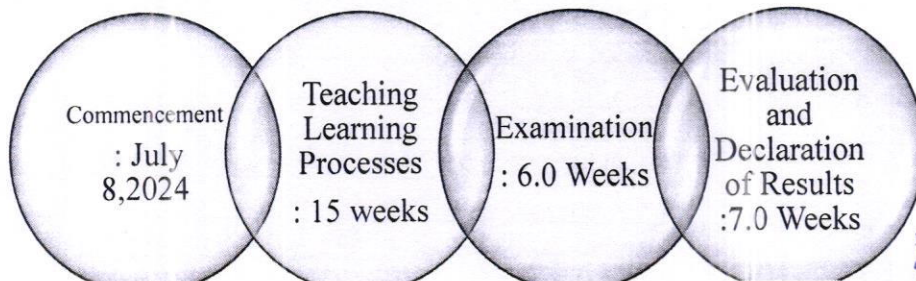 Commencement
: July
8,2024
Teaching
Learning
Processes
: 15 weeks
Examination
: 6.0 Weeks
Evaluation
and
Declaration
of Results
:7.0 Weeks